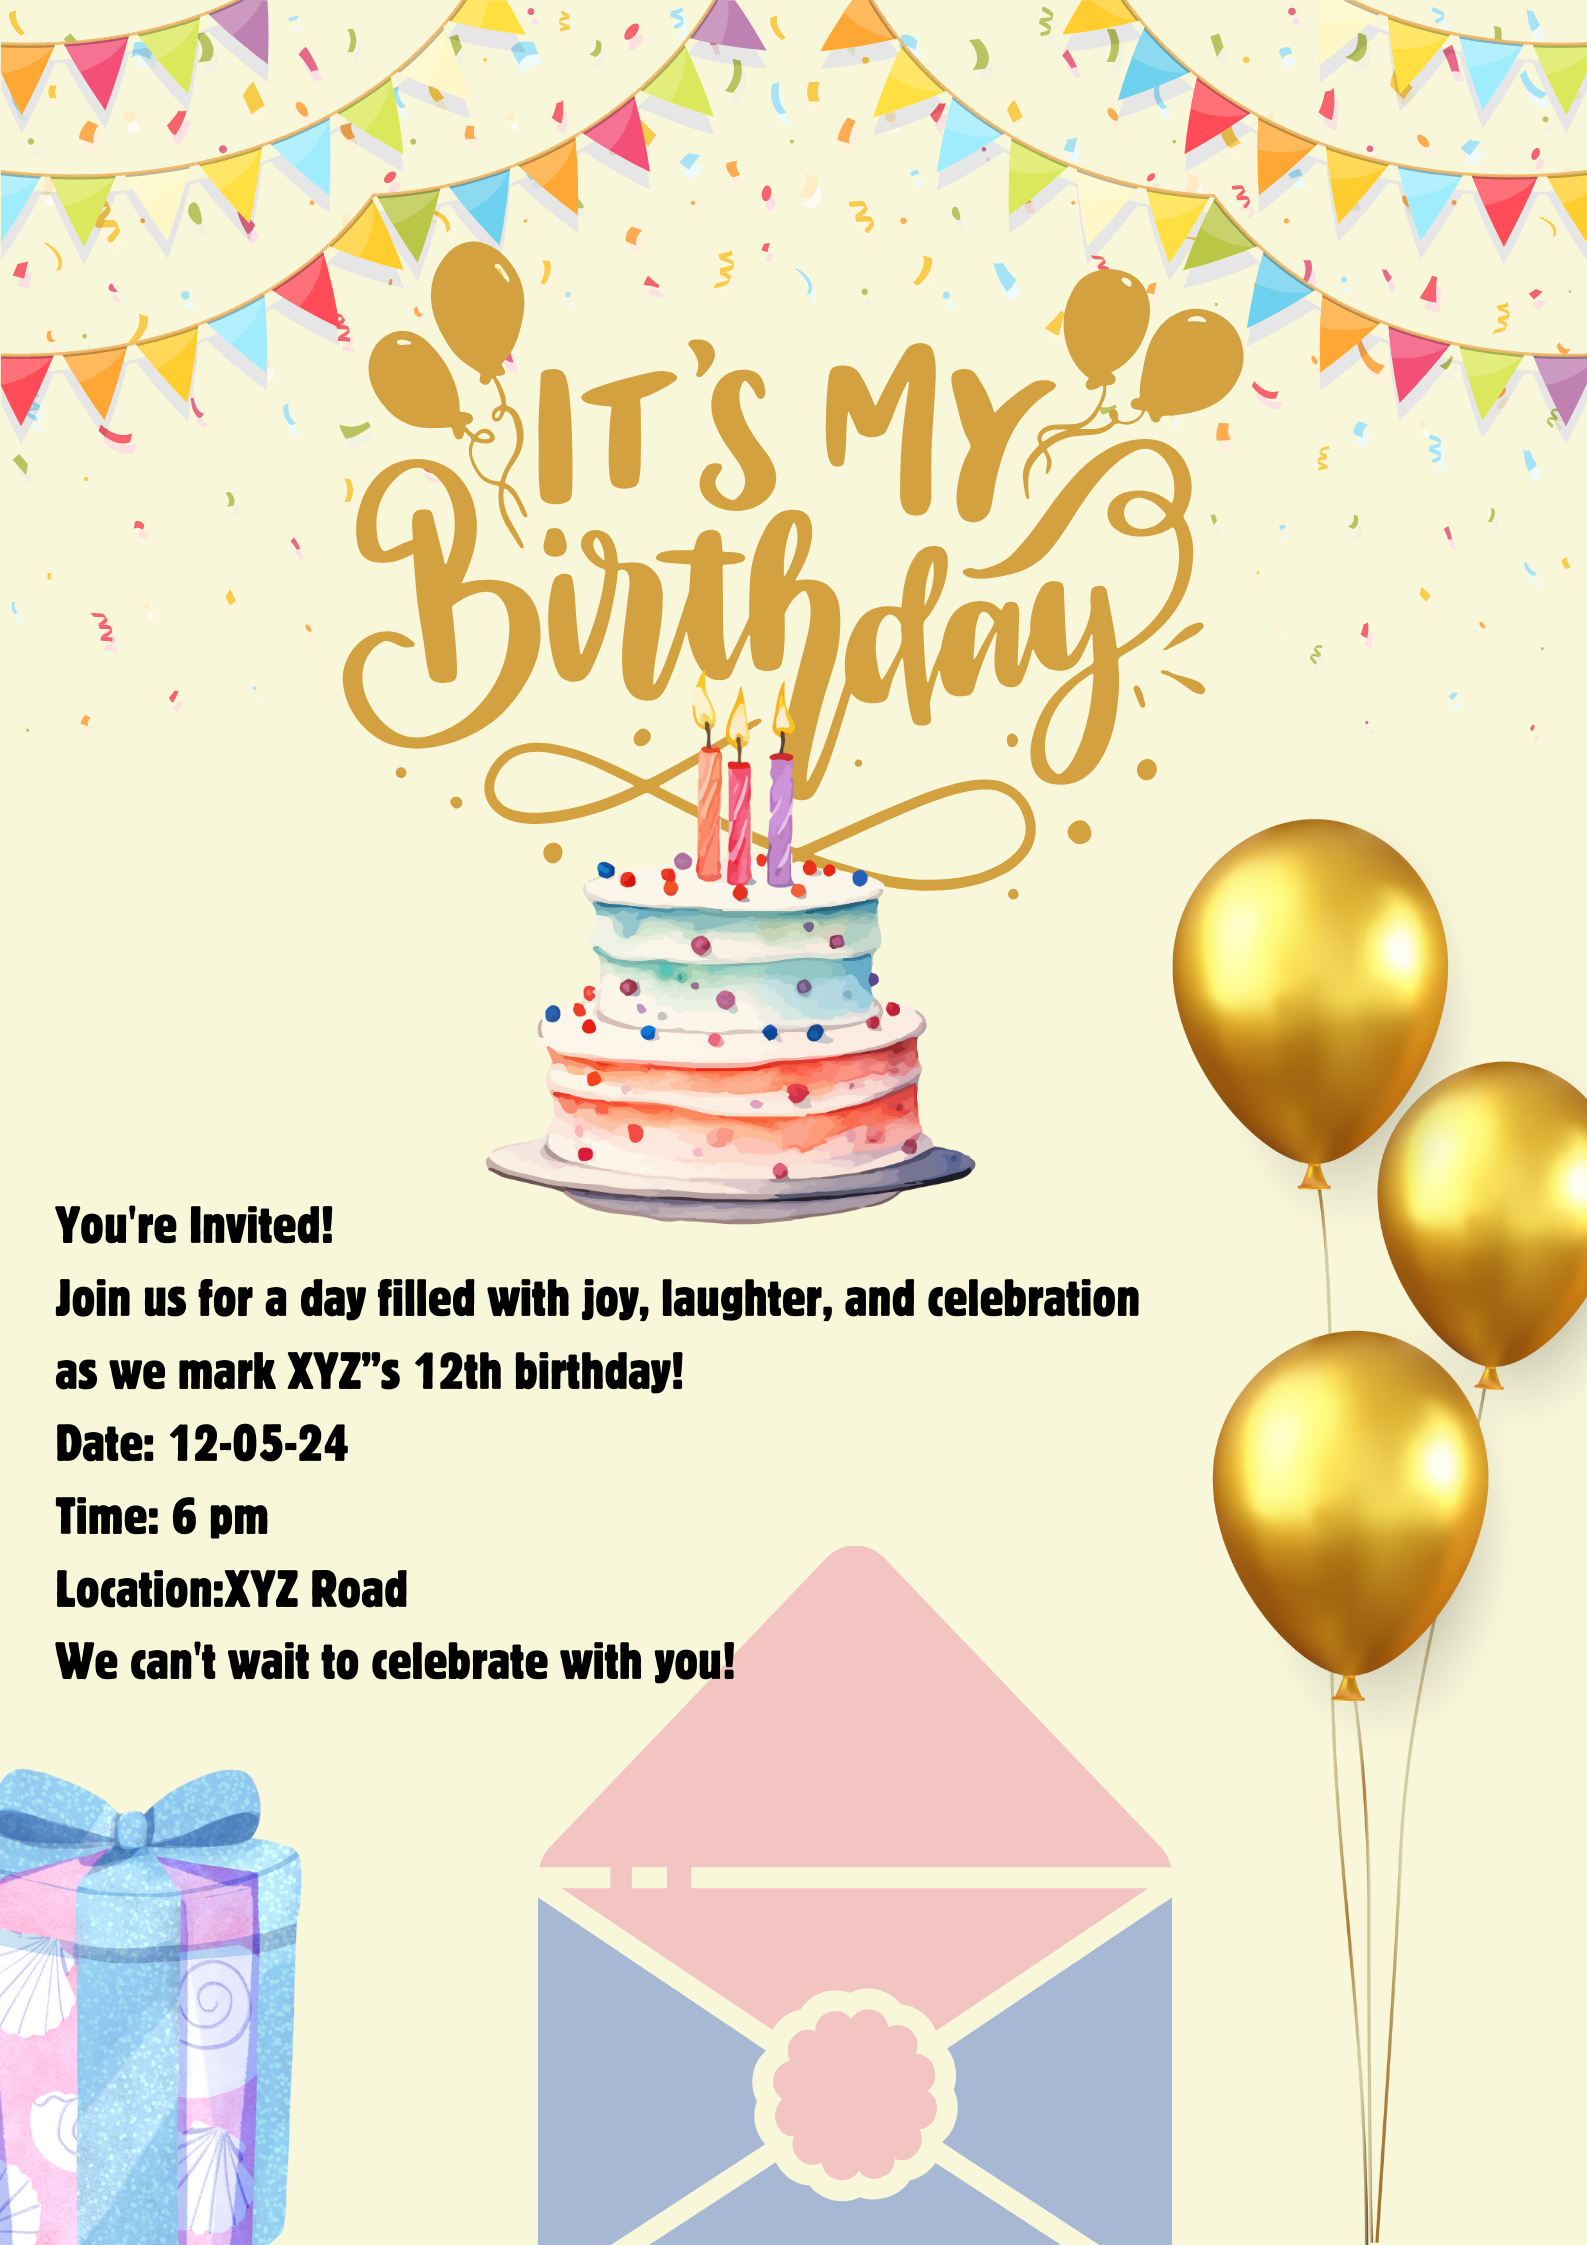 IT'S MY
Birthday
You're Invited!
Join us for a day filled with joy, laughter, and celebration
as we mark XYZ”s 12th birthday!
Date: 12-05-24
Time: 6 pm
Location:XYZ Road
We can't wait to celebrate with you!